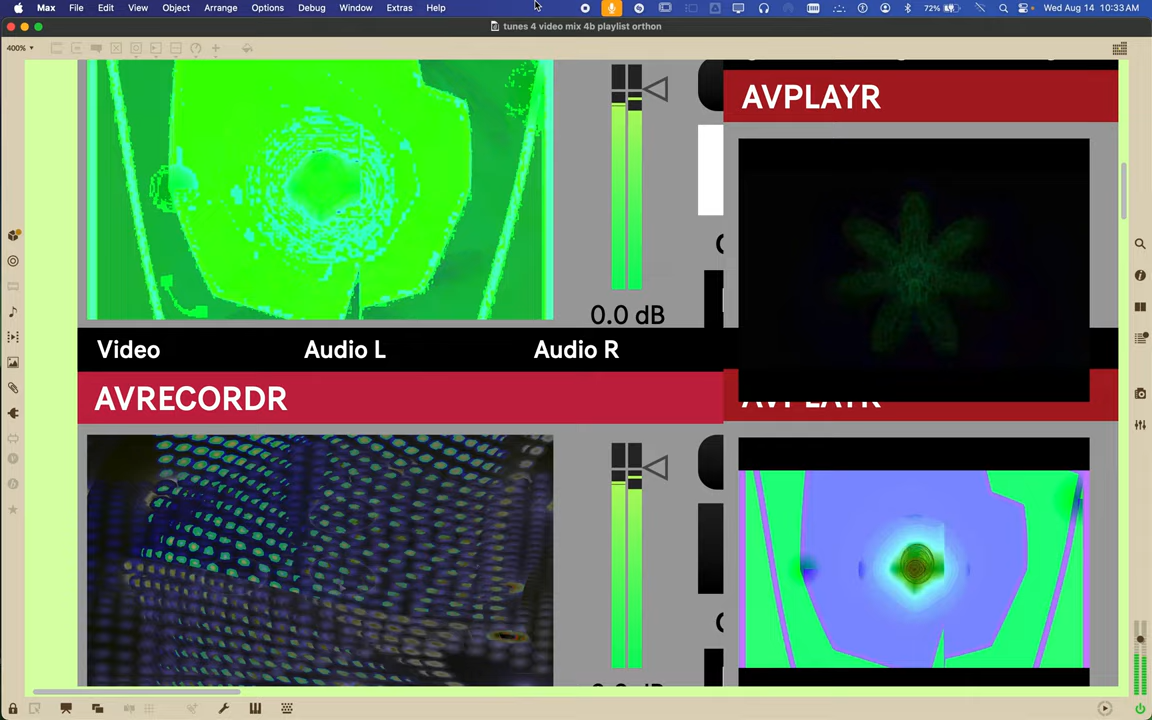 Max File Edit View Object Arrange Options Debug Window Extras Help 72% Wed Aug 14 10:33 AM
tunes 4 video mix 4b playlist orthon
400%
AVPLAYR
0.0 dB
Video Audio L Audio R
AVRECORDR
AVPLAYR